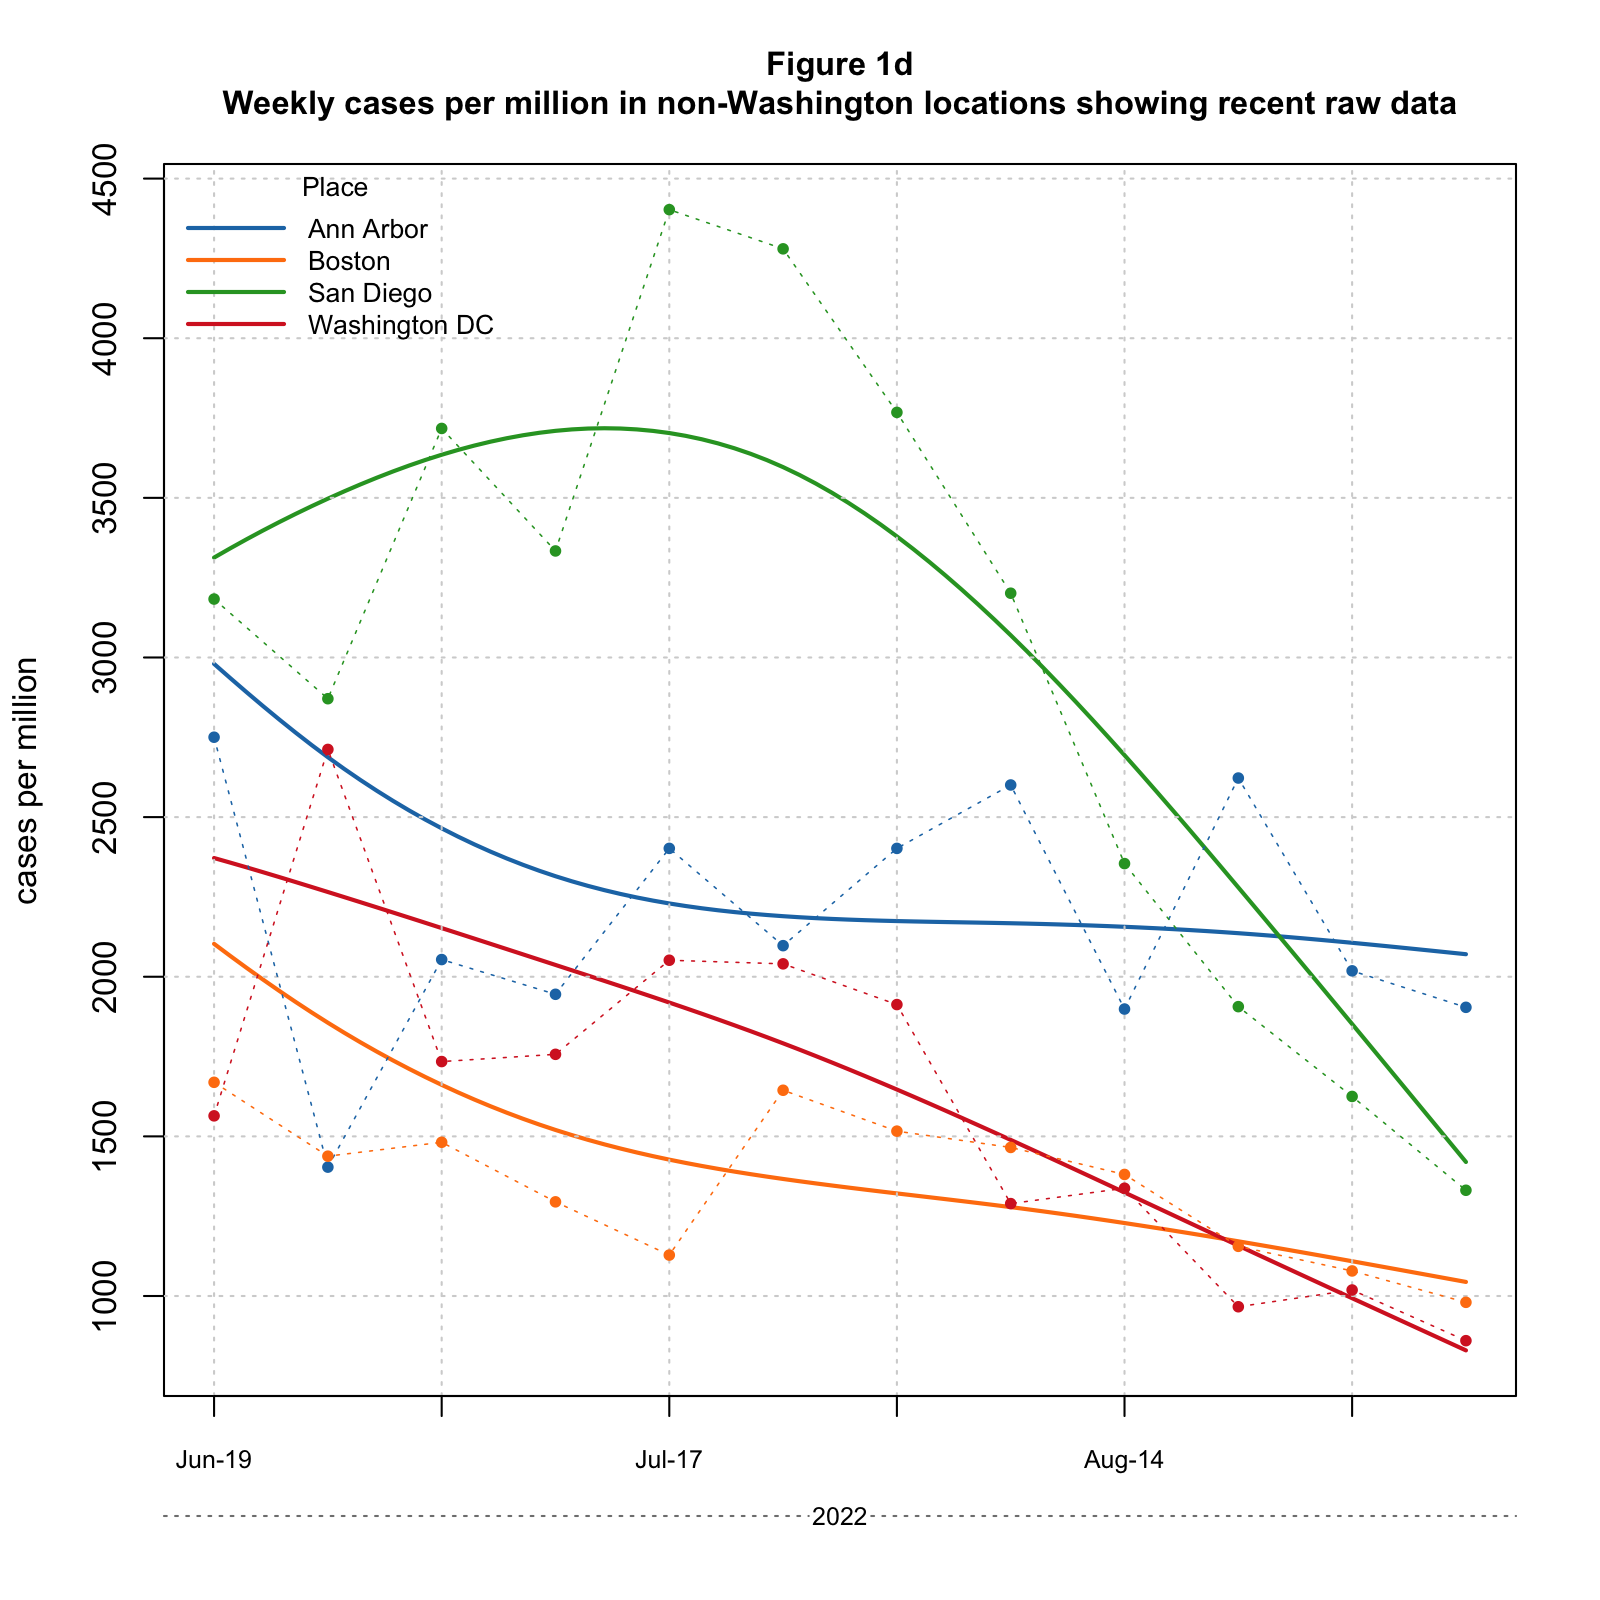 Figure 1d
Weekly cases per million in non-Washington locations showing recent raw data
cases per million
4500
4000
3500
3000
2500
2000
1500
1000
Place
Ann Arbor
Boston
San Diego
Washington DC
Jun-19
Jul-17
Aug-14
2022